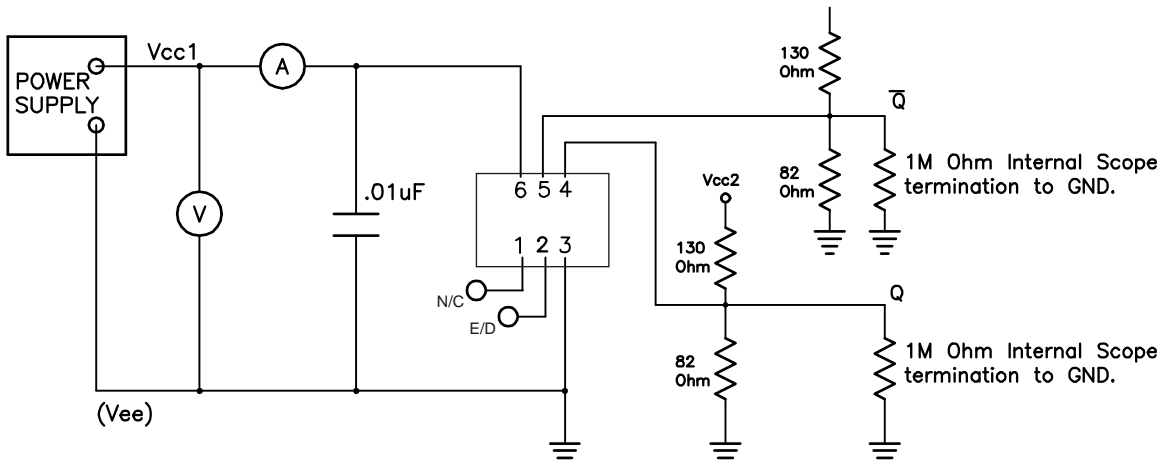 Vcc1
A
POWER
SUPPLY
V
.01uF
(Vee)
6 5 4
1 2 3
N/C
E/D
130
Ohm
Q̅
82
Ohm
1M Ohm Internal Scope
termination to GND.
Vcc2
130
Ohm
Q
82
Ohm
1M Ohm Internal Scope
termination to GND.